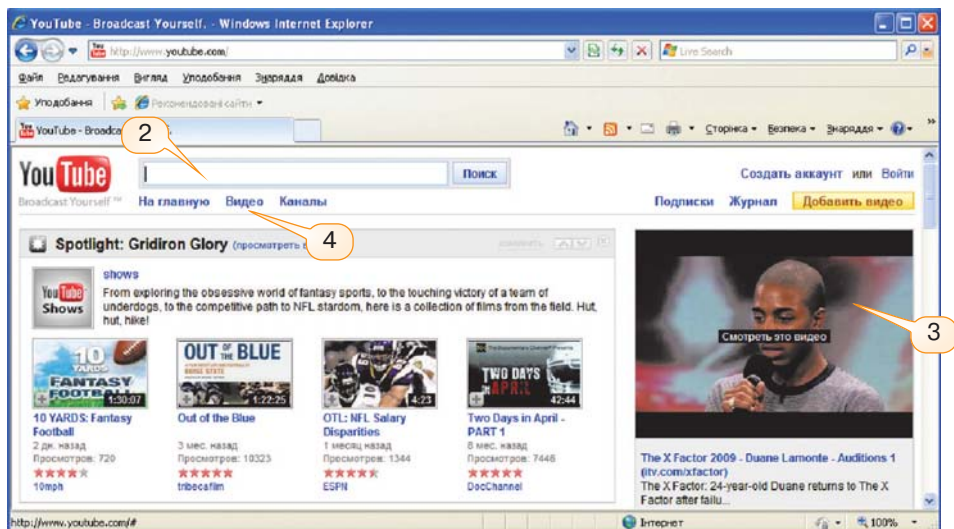 YouTube - Broadcast Yourself. - Windows Internet Explorer
http://www.youtube.com/
Live Search
Файл Редагування Вигляд Уподобання Знаряддя Довідка
Уподобання Рекомендовані сайти
YouTube - Broadca
Сторінка Безпека Знаряддя
2
YouTube
Broadcast Yourself ™
Поиск
Создать аккаунт или Войти
На главную Видео Каналы
Подписки Журнал Добавить видео
4
Spotlight: Gridiron Glory (просмотреть
shows
You Tube Shows
From exploring the obsessive world of fantasy sports, to the touching victory of a team of
underdogs, to the competitive path to NFL stardom, here is a collection of films from the field. Hut,
hut, hike!
10 YARDS FANTASY FOOTB
1:30:07
OUT OF THE BLUE
1:22:25
4:23
TWO DAYS IN APRIL
42:44
10 YARDS: Fantasy
Football
2 дн. назад
Просмотров: 720
10mph
Out of the Blue
3 мес. назад
Просмотров: 10323
tribecafilm
OTL: NFL Salary
Disparities
1 месяц назад
Просмотров: 1344
ESPN
Two Days in April -
PART 1
8 мес. назад
Просмотров: 7446
DocChannel
Смотреть это видео
3
The X Factor 2009 - Duane Lamonte - Auditions 1
(itv.com/xfactor)
The X Factor: 24-year-old Duane returns to The X
Factor after failu...
http://www.youtube.com/#
Інтернет
100%